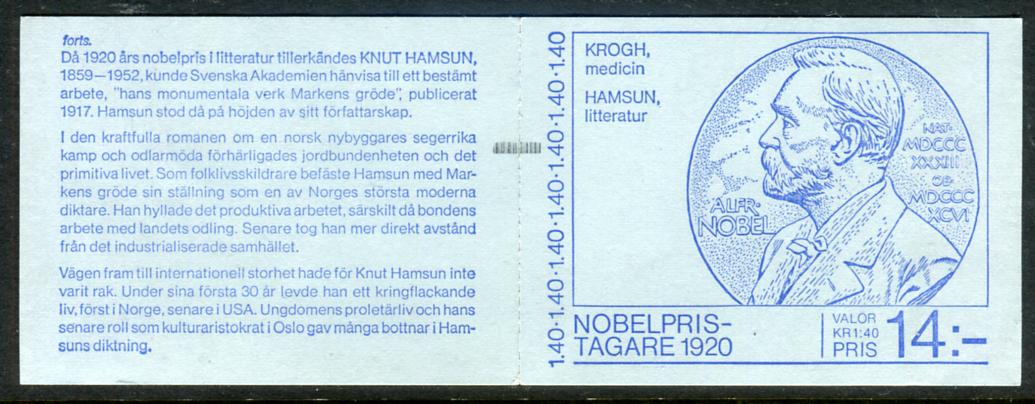 forts.
Då 1920 års nobelpris i litteratur tillerkändes KNUT HAMSUN,
1859–1952, kunde Svenska Akademien hänvisa till ett bestämt
arbete, "hans monumentala verk Markens gröde", publicerat
1917. Hamsun stod då på höjden av sitt författarskap.
I den kraftfulla romanen om en norsk nybyggares segerrika
kamp och odlarmöda förhärligades jordbundenheten och det
primitiva livet. Som folklivsskildrare befäste Hamsun med Mar-
kens gröde sin ställning som en av Norges största moderna
diktare. Han hyllade det produktiva arbetet, särskilt då bondens
arbete med landets odling. Senare tog han mer direkt avstånd
från det industrialiserade samhället.
Vägen fram till internationell storhet hade för Knut Hamsun inte
varit rak. Under sina första 30 år levde han ett kringflackande
liv, först i Norge, senare i USA. Ungdomens proletärliv och hans
senare roll som kulturaristokrat i Oslo gav många bottnar i Ham-
suns diktning.
1.40·1.40·1.40·1.40·1.40·1.40·1.40·1.40·1.40·1.40
KROGH,
medicin
HAMSUN,
litteratur
ALFR·
NOBEL
NAT·
MDCCC
XXXIII
OB·
MDCCC
XCVI
NOBELPRIS-
TAGARE 1920
VALÖR
KR 1:40
PRIS
14:-